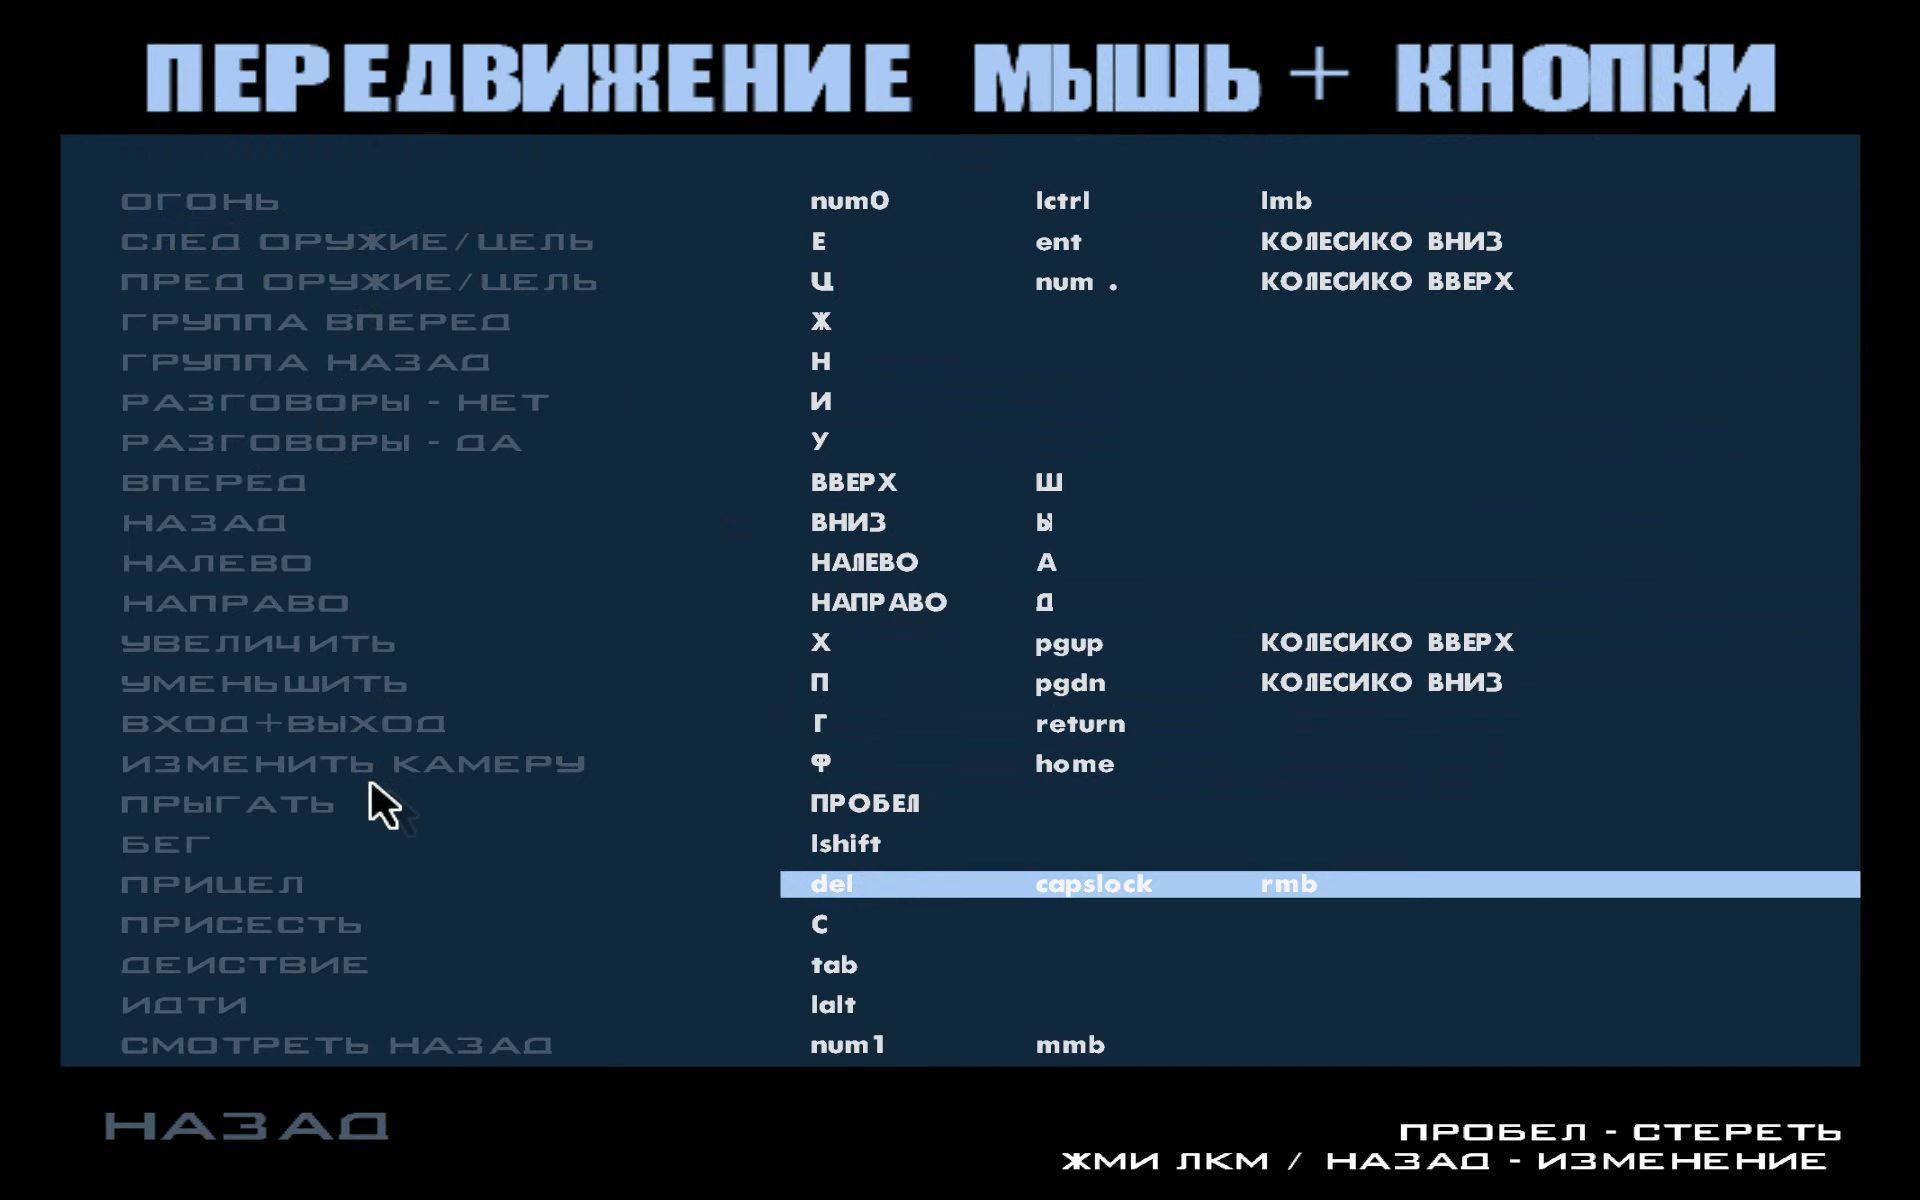 ПЕРЕДВИЖЕНИЕ МЫШЬ + КНОПКИ
ОГОНЬ num0 lctrl lmb
СЛЕД ОРУЖИЕ/ЦЕЛЬ Е ent КОЛЕСИКО ВНИЗ
ПРЕД ОРУЖИЕ/ЦЕЛЬ Ц num . КОЛЕСИКО ВВЕРХ
ГРУППА ВПЕРЕД Ж
ГРУППА НАЗАД Н
РАЗГОВОРЫ - НЕТ И
РАЗГОВОРЫ - ДА У
ВПЕРЕД ВВЕРХ Ш
НАЗАД ВНИЗ Ы
НАЛЕВО НАЛЕВО А
НАПРАВО НАПРАВО Д
УВЕЛИЧИТЬ Х pgup КОЛЕСИКО ВВЕРХ
УМЕНЬШИТЬ П pgdn КОЛЕСИКО ВНИЗ
ВХОД+ВЫХОД Г return
ИЗМЕНИТЬ КАМЕРУ Ф home
ПРЫГАТЬ ПРОБЕЛ
БЕГ lshift
ПРИЦЕЛ del capslock rmb
ПРИСЕСТЬ С
ДЕИСТВИЕ tab
ИДТИ lalt
СМОТРЕТЬ НАЗАД num1 mmb
НАЗАД
ПРОБЕЛ - СТЕРЕТЬ
ЖМИ ЛКМ / НАЗАД - ИЗМЕНЕНИЕ